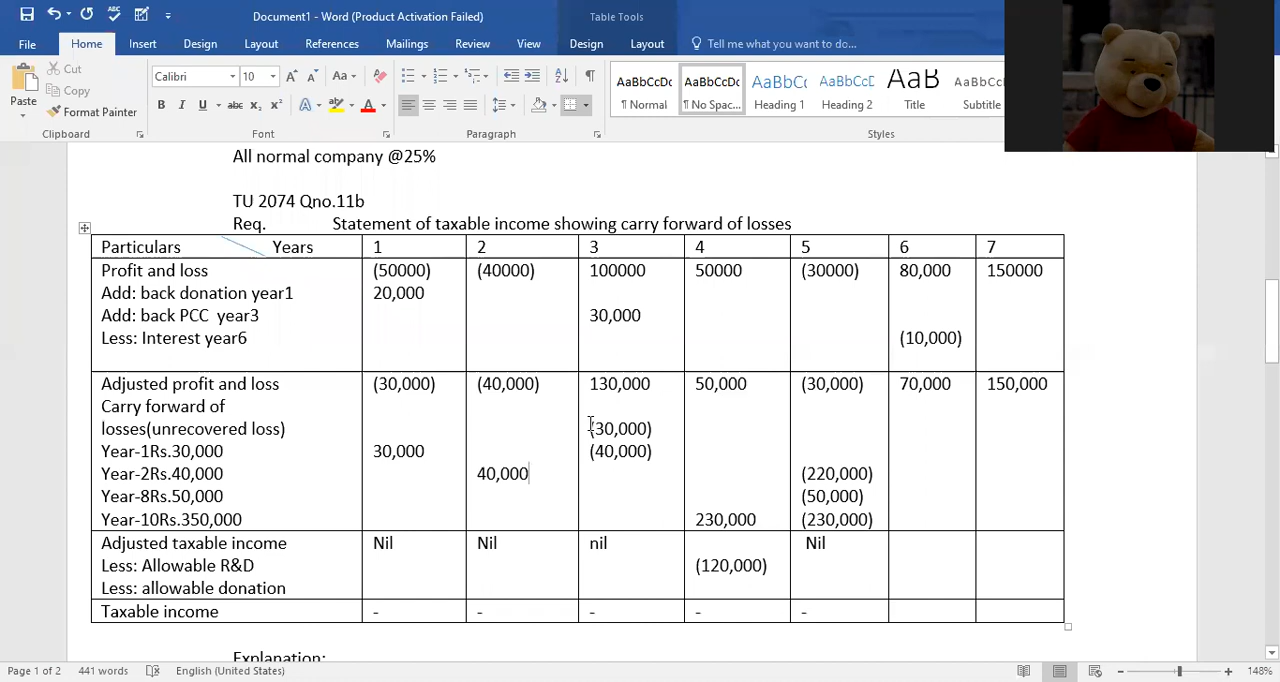 Document1 - Word (Product Activation Failed)
Table Tools
File Home Insert Design Layout References Mailings Review View Design Layout Tell me what you want to do...
Paste
Cut
Copy
Format Painter
Calibri 10
AaBbCcDc AaBbCcDc AaBbC AaBbCcE AaB AaBbCcD
¶ Normal ¶ No Spac... Heading 1 Heading 2 Title Subtitle
Clipboard Font Paragraph Styles
All normal company @25%
TU 2074 Qno.11b
Req. Statement of taxable income showing carry forward of losses
Particulars Years 1 2 3 4 5 6 7
Profit and loss (50000) (40000) 100000 50000 (30000) 80,000 150000
Add: back donation year1 20,000
Add: back PCC year3 30,000
Less: Interest year6 (10,000)
Adjusted profit and loss (30,000) (40,000) 130,000 50,000 (30,000) 70,000 150,000
Carry forward of
losses(unrecovered loss) (30,000)
Year-1Rs.30,000 30,000 (40,000)
Year-2Rs.40,000 40,000 (220,000)
Year-8Rs.50,000 (50,000)
Year-10Rs.350,000 230,000 (230,000)
Adjusted taxable income Nil Nil nil Nil
Less: Allowable R&D (120,000)
Less: allowable donation
Taxable income - - - - -
Explanation:
Page 1 of 2 441 words English (United States) 148%